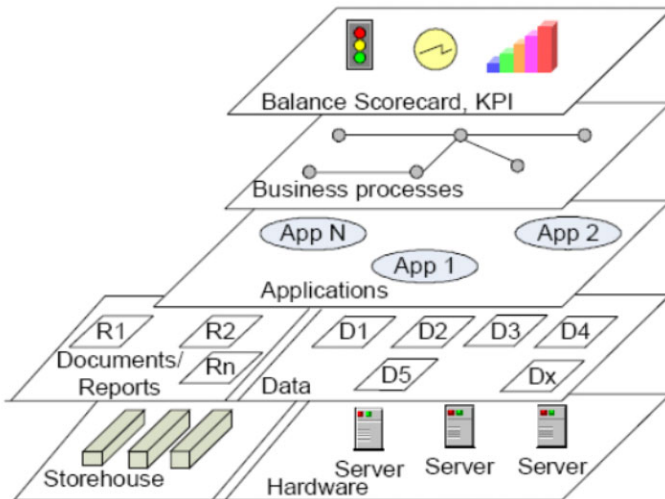 Balance Scorecard, KPI
Business processes
App N
App 2
App 1
Applications
R1
R2
Rn
Documents/
Reports
D1
D2
D3
D4
D5
Dx
Data
Storehouse
Server
Server
Server
Hardware